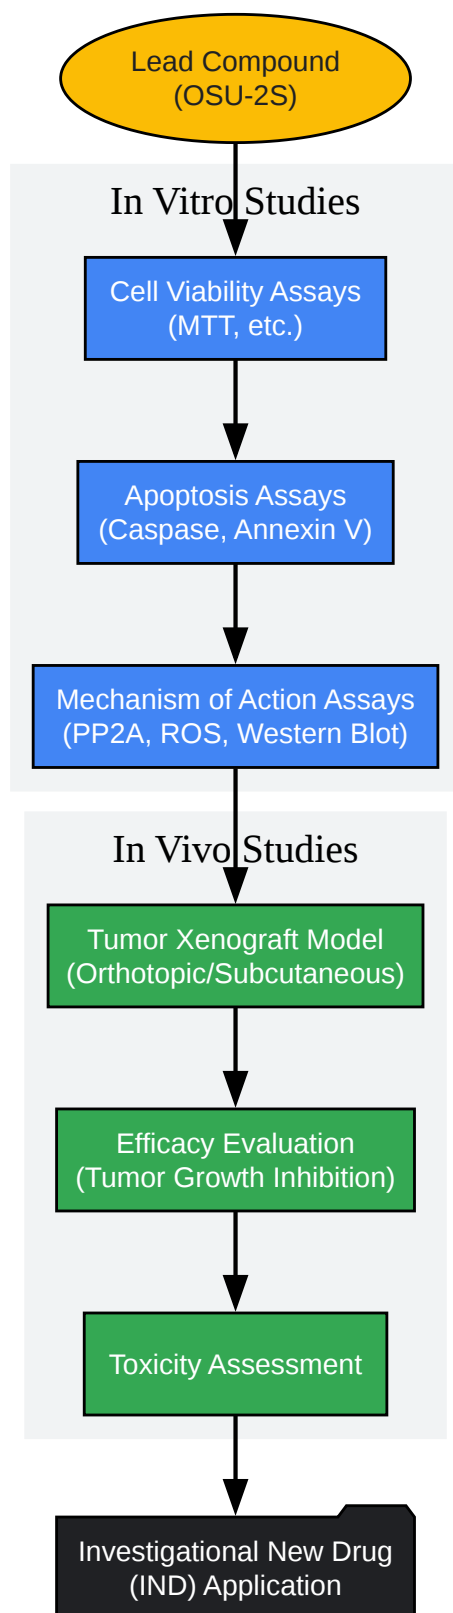 Lead Compound
(OSU-2S)
In Vitro Studies
Cell Viability Assays
(MTT, etc.)
Apoptosis Assays
(Caspase, Annexin V)
Mechanism of Action Assays
(PP2A, ROS, Western Blot)
In Vivo Studies
Tumor Xenograft Model
(Orthotopic/Subcutaneous)
Efficacy Evaluation
(Tumor Growth Inhibition)
Toxicity Assessment
Investigational New Drug
(IND) Application